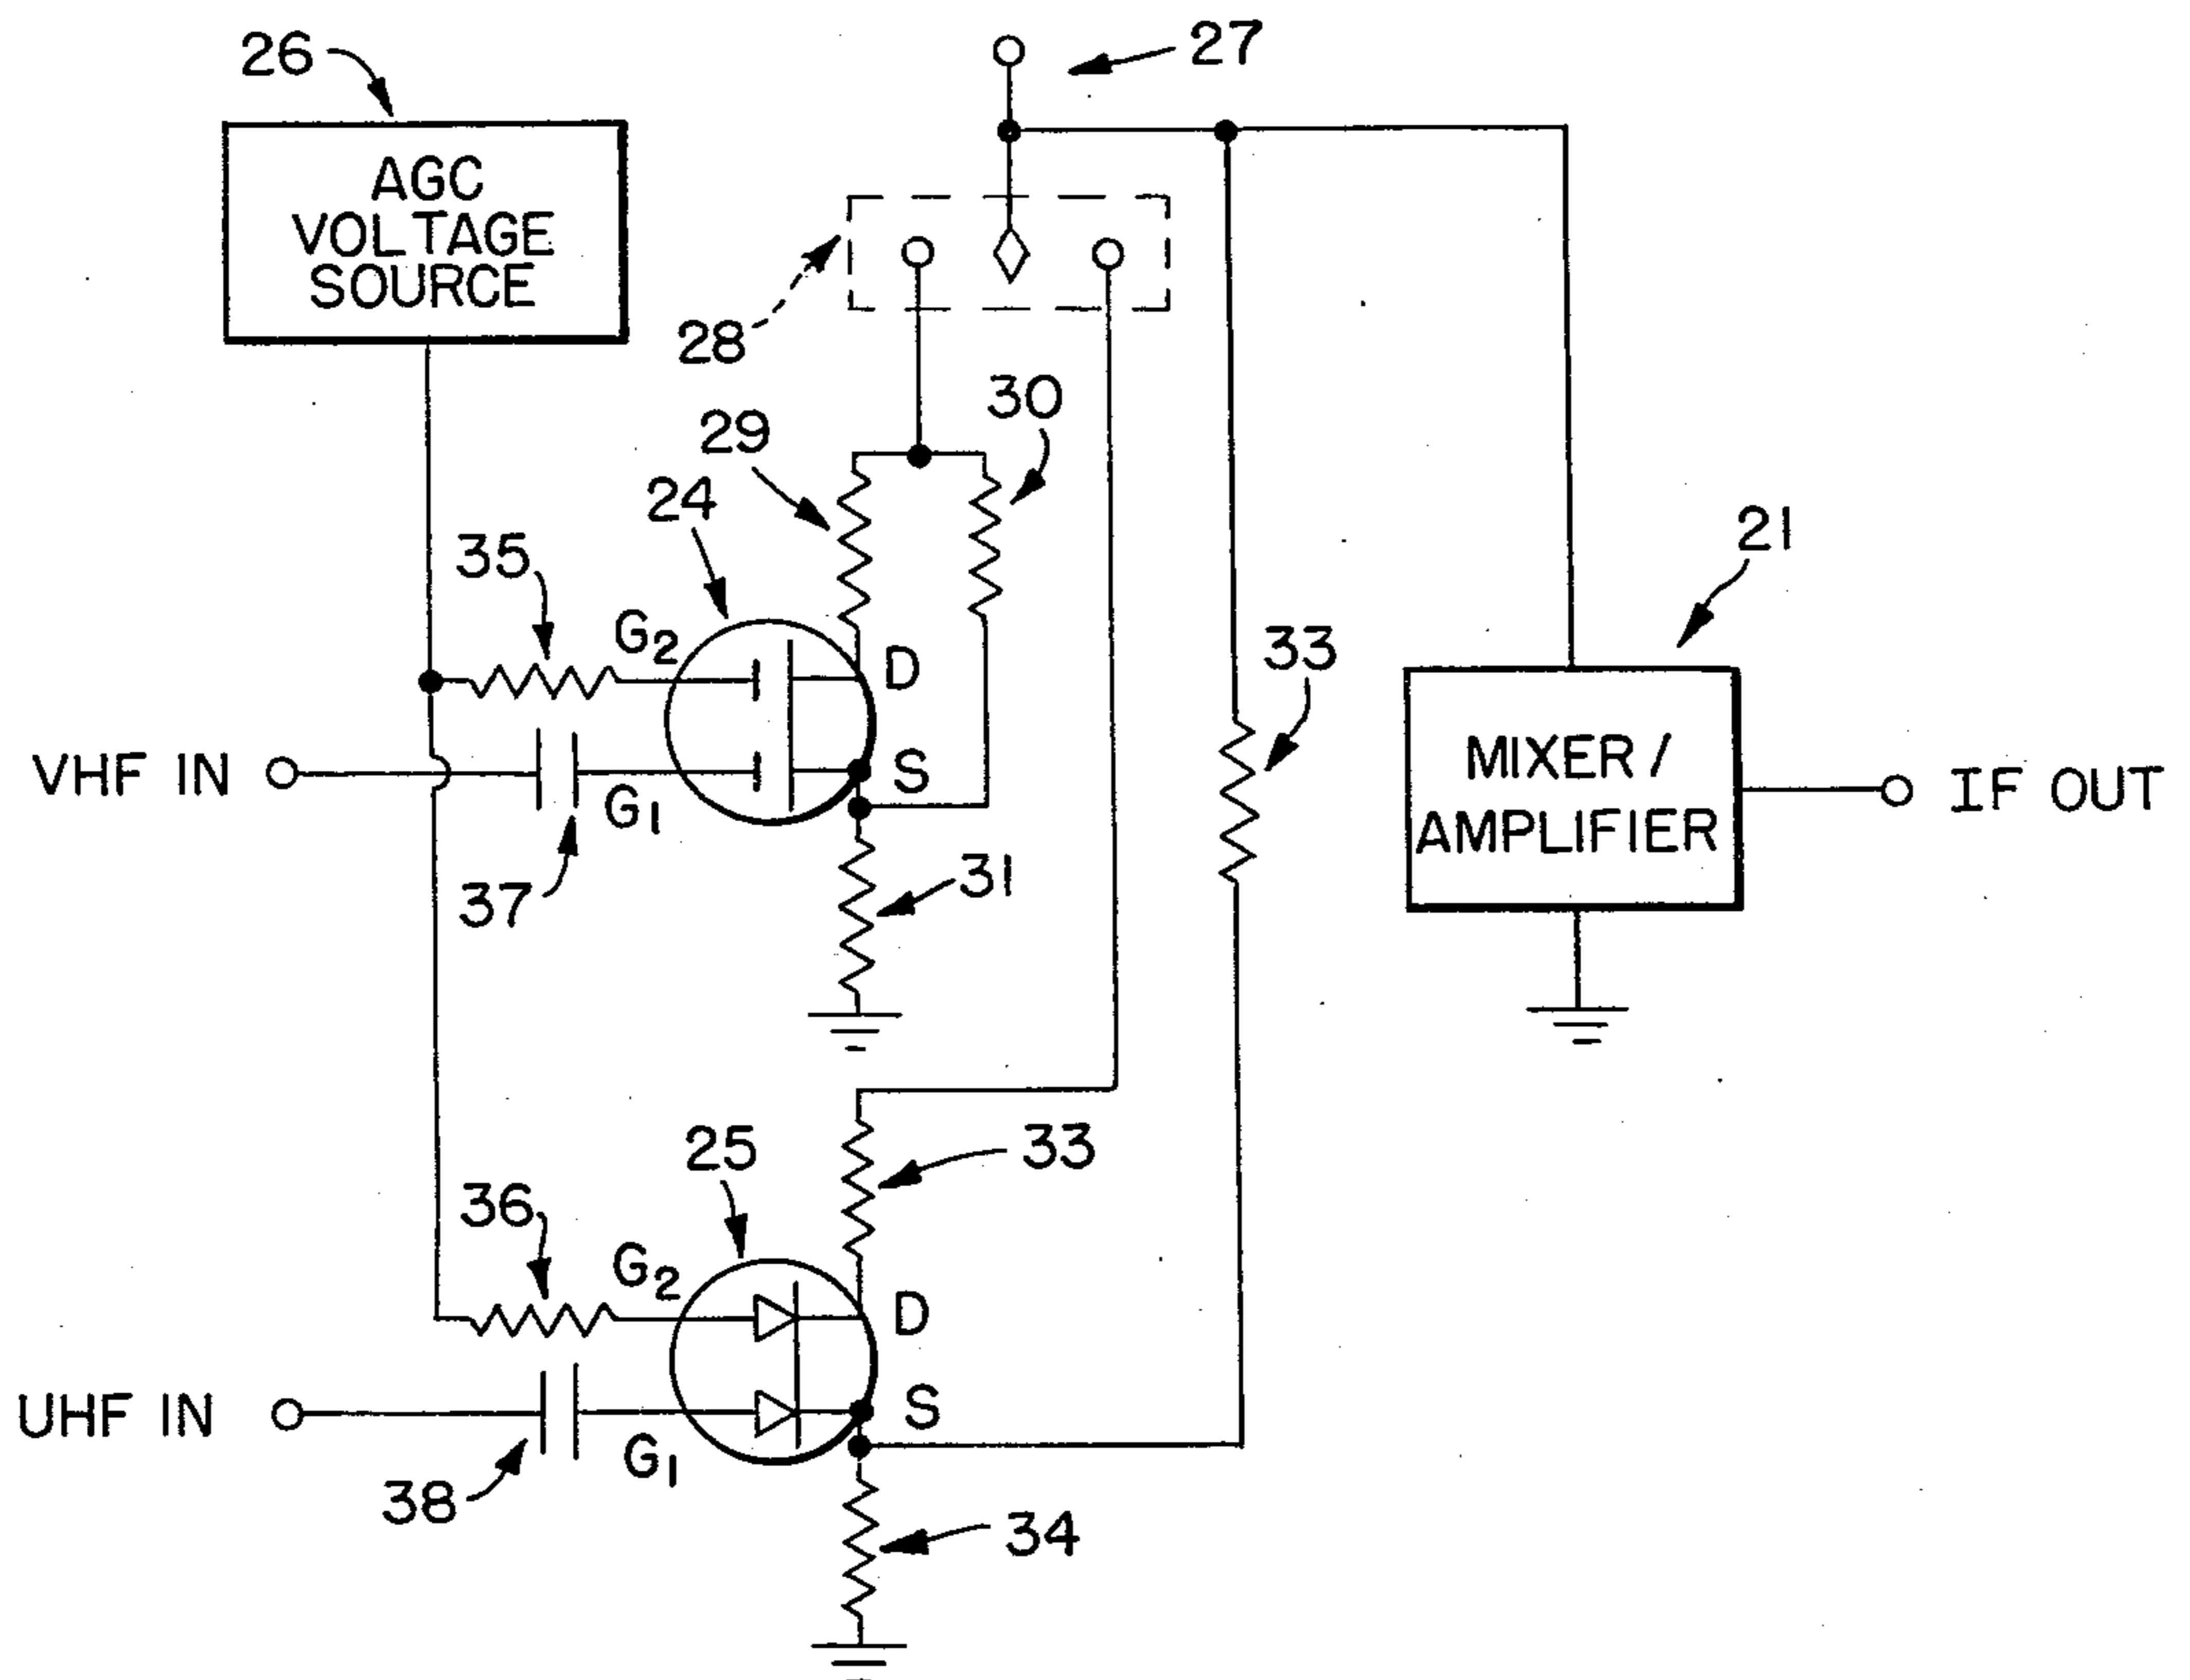 26
27
AGC
VOLTAGE
SOURCE
28
30
29
24
21
35
G2
D
33
VHF IN
S
MIXER /
AMPLIFIER
IF OUT
G1
37
31
25
33
36
G2
D
UHF IN
S
G1
38
34